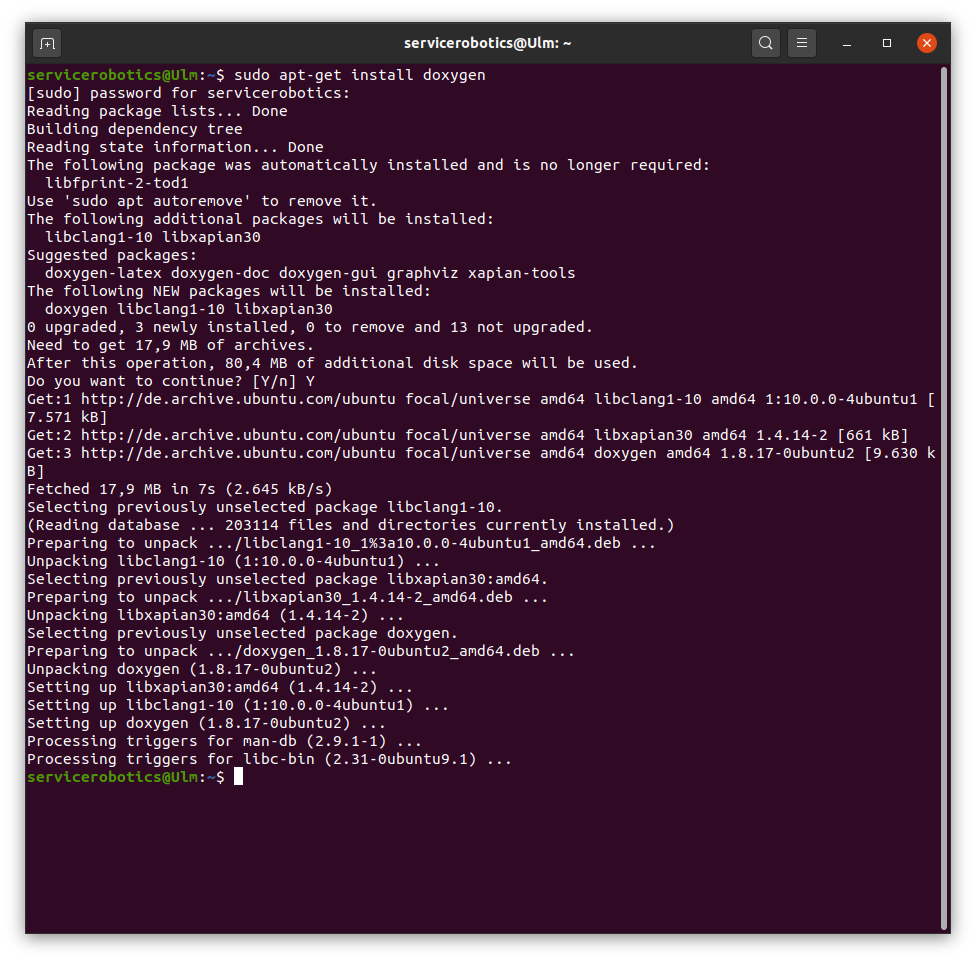 servicerobotics@Ulm: ~
servicerobotics@Ulm:~$ sudo apt-get install doxygen
[sudo] password for servicerobotics:
Reading package lists... Done
Building dependency tree
Reading state information... Done
The following package was automatically installed and is no longer required:
  libfprint-2-tod1
Use 'sudo apt autoremove' to remove it.
The following additional packages will be installed:
  libclang1-10 libxapian30
Suggested packages:
  doxygen-latex doxygen-doc doxygen-gui graphviz xapian-tools
The following NEW packages will be installed:
  doxygen libclang1-10 libxapian30
0 upgraded, 3 newly installed, 0 to remove and 13 not upgraded.
Need to get 17,9 MB of archives.
After this operation, 80,4 MB of additional disk space will be used.
Do you want to continue? [Y/n] Y
Get:1 http://de.archive.ubuntu.com/ubuntu focal/universe amd64 libclang1-10 amd64 1:10.0.0-4ubuntu1 [
7.571 kB]
Get:2 http://de.archive.ubuntu.com/ubuntu focal/universe amd64 libxapian30 amd64 1.4.14-2 [661 kB]
Get:3 http://de.archive.ubuntu.com/ubuntu focal/universe amd64 doxygen amd64 1.8.17-0ubuntu2 [9.630 k
B]
Fetched 17,9 MB in 7s (2.645 kB/s)
Selecting previously unselected package libclang1-10.
(Reading database ... 203114 files and directories currently installed.)
Preparing to unpack .../libclang1-10_1%3a10.0.0-4ubuntu1_amd64.deb ...
Unpacking libclang1-10 (1:10.0.0-4ubuntu1) ...
Selecting previously unselected package libxapian30:amd64.
Preparing to unpack .../libxapian30_1.4.14-2_amd64.deb ...
Unpacking libxapian30:amd64 (1.4.14-2) ...
Selecting previously unselected package doxygen.
Preparing to unpack .../doxygen_1.8.17-0ubuntu2_amd64.deb ...
Unpacking doxygen (1.8.17-0ubuntu2) ...
Setting up libxapian30:amd64 (1.4.14-2) ...
Setting up libclang1-10 (1:10.0.0-4ubuntu1) ...
Setting up doxygen (1.8.17-0ubuntu2) ...
Processing triggers for man-db (2.9.1-1) ...
Processing triggers for libc-bin (2.31-0ubuntu9.1) ...
servicerobotics@Ulm:~$